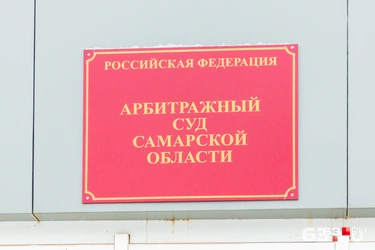 РОССИЙСКАЯ ФЕДЕРАЦИЯ
АРБИТРАЖНЫЙ
СУД
САМАРСКОЙ
ОБЛАСТИ